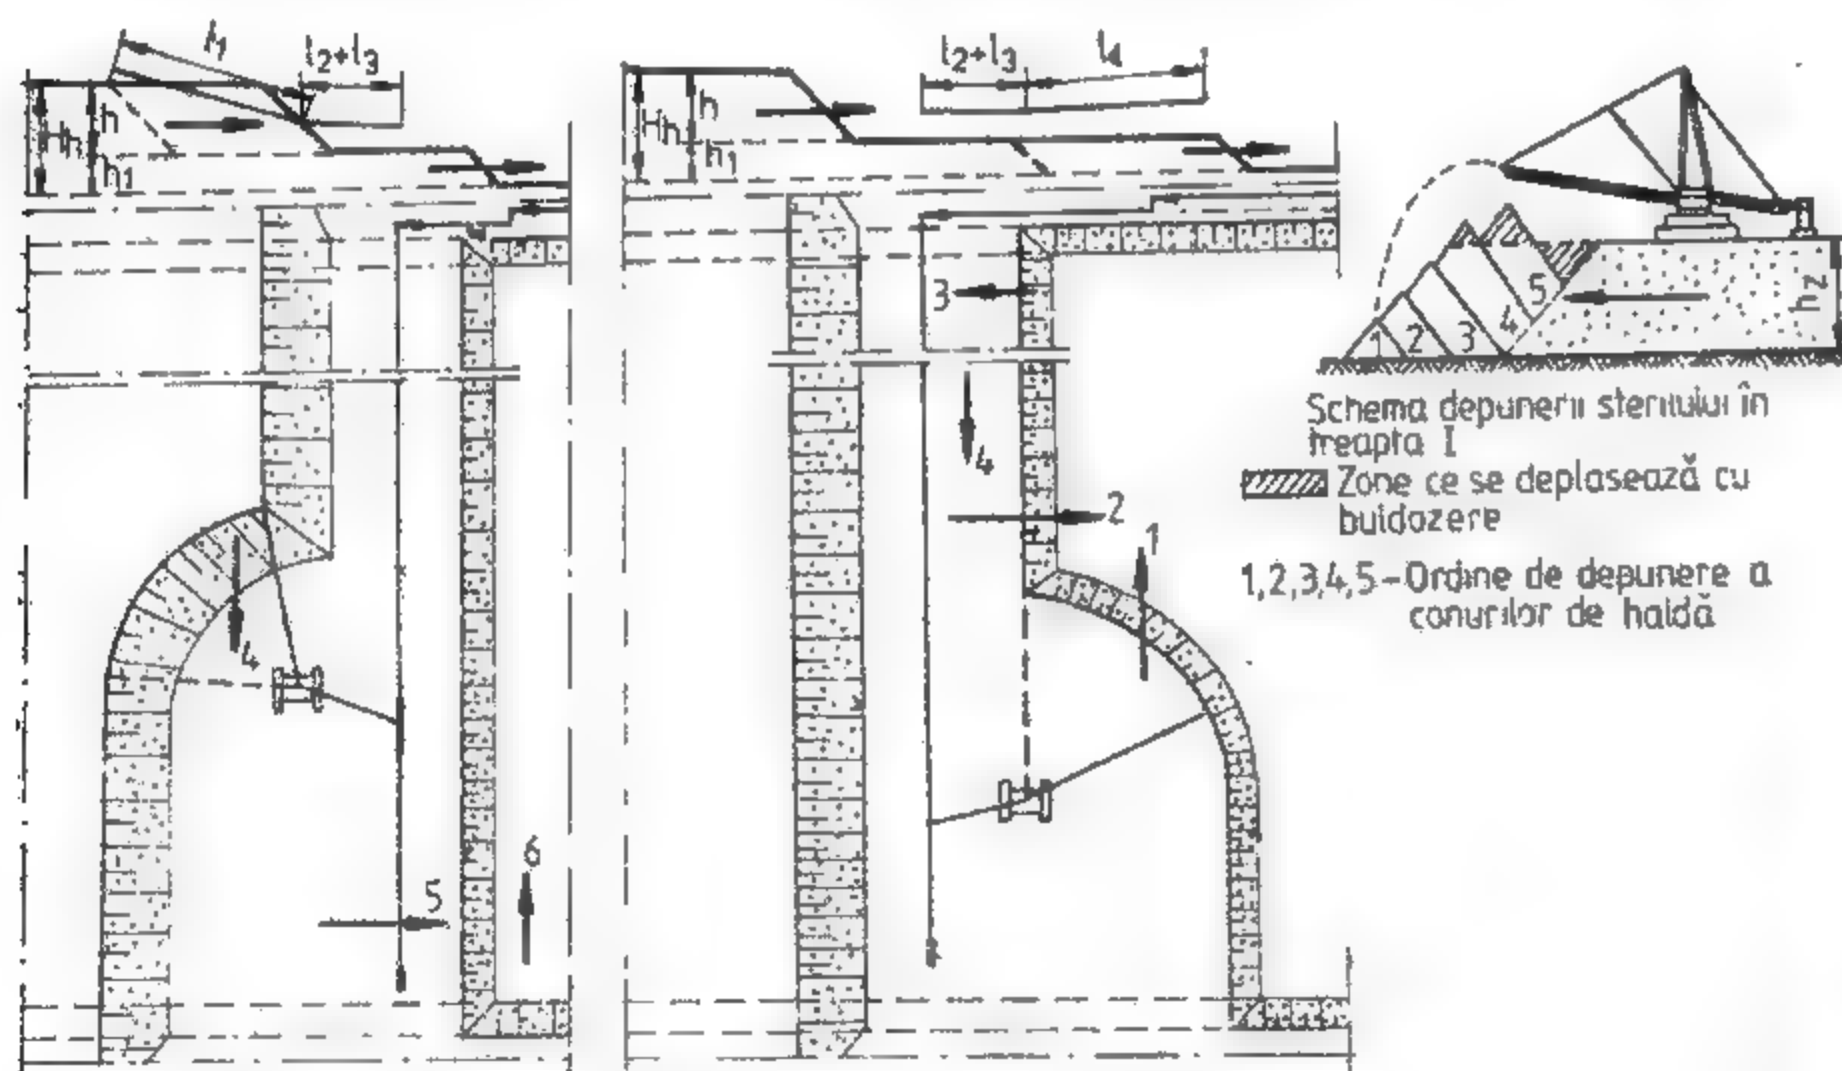 l₁
l₂+l₃
Hh
h
h₁
4
5
6
l₂+l₃
l₄
Hh
h
h₁
3
4
2
1
1 2 3 4 5
hz
Schema depunerii sterilului în
treapta I
Zone ce se deplasează cu
buldozere
1,2,3,4,5-Ordine de depunere a
conurilor de haldă